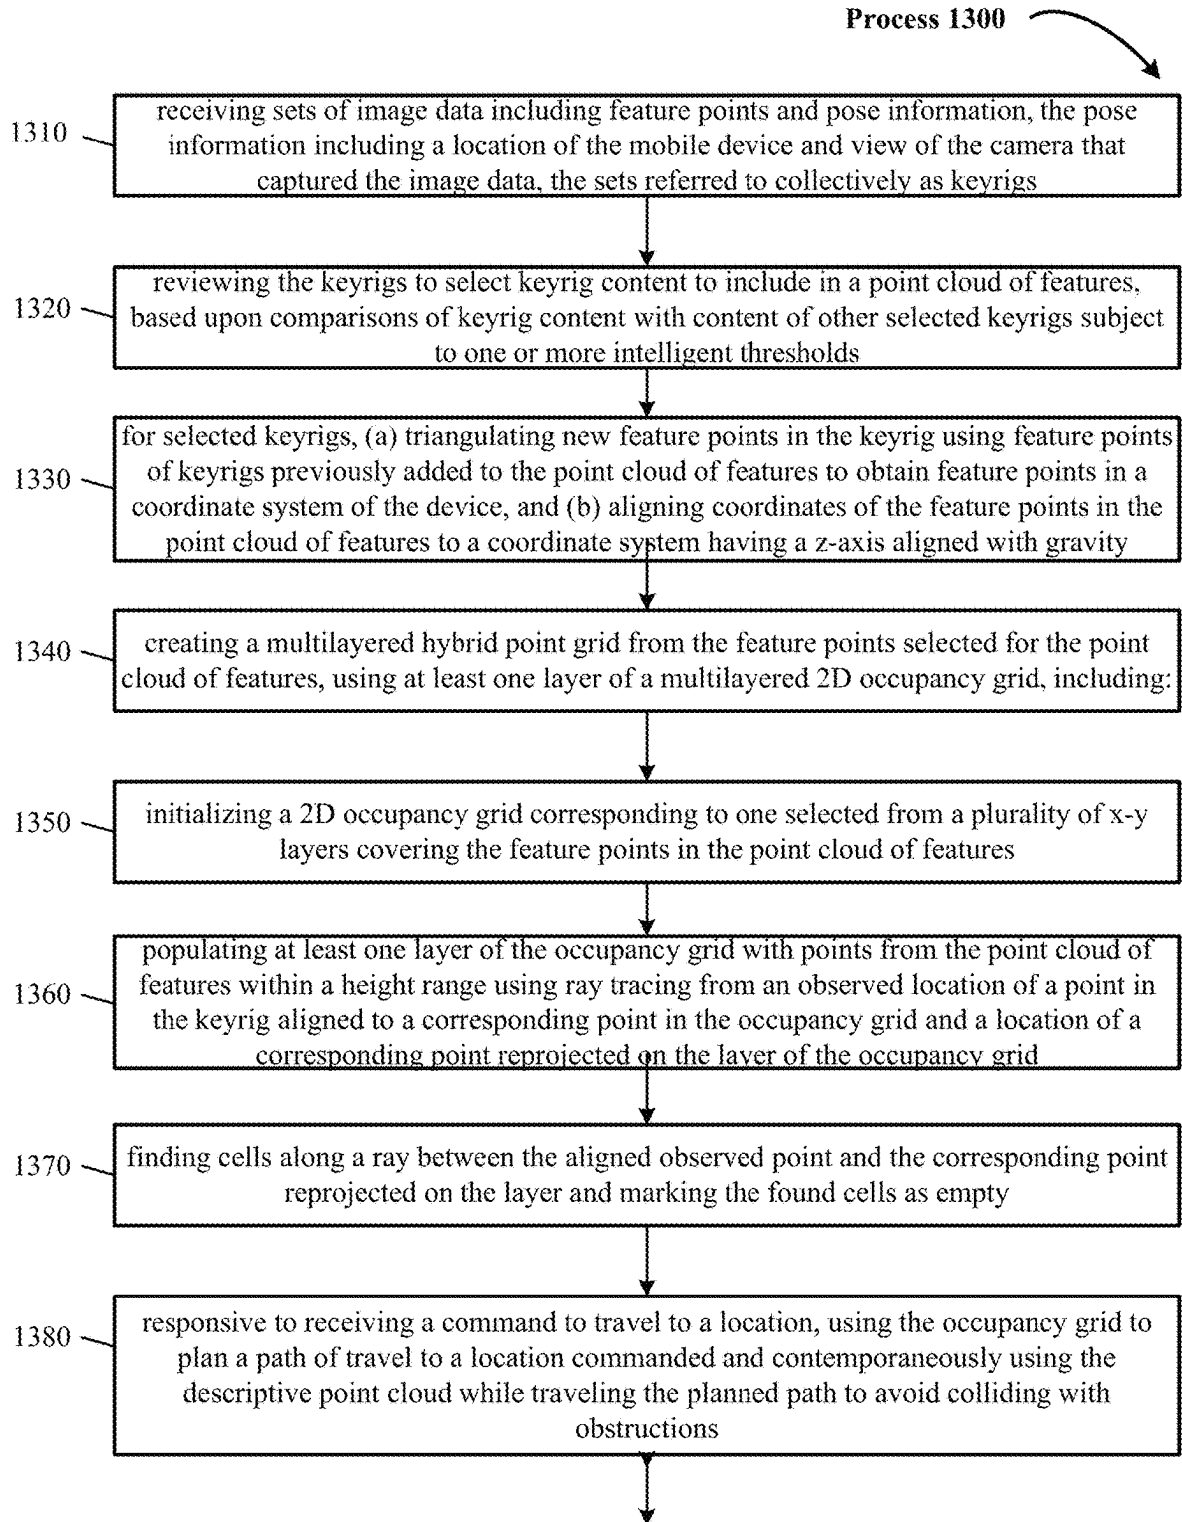 Process 1300
1310
receiving sets of image data including feature points and pose information, the pose
information including a location of the mobile device and view of the camera that
captured the image data, the sets referred to collectively as keyrigs
1320
reviewing the keyrigs to select keyrig content to include in a point cloud of features,
based upon comparisons of keyrig content with content of other selected keyrigs subject
to one or more intelligent thresholds
1330
for selected keyrigs, (a) triangulating new feature points in the keyrig using feature points
of keyrigs previously added to the point cloud of features to obtain feature points in a
coordinate system of the device, and (b) aligning coordinates of the feature points in the
point cloud of features to a coordinate system having a z-axis aligned with gravity
1340
creating a multilayered hybrid point grid from the feature points selected for the point
cloud of features, using at least one layer of a multilayered 2D occupancy grid, including:
1350
initializing a 2D occupancy grid corresponding to one selected from a plurality of x-y
layers covering the feature points in the point cloud of features
1360
populating at least one layer of the occupancy grid with points from the point cloud of
features within a height range using ray tracing from an observed location of a point in
the keyrig aligned to a corresponding point in the occupancy grid and a location of a
corresponding point reprojected on the layer of the occupancy grid
1370
finding cells along a ray between the aligned observed point and the corresponding point
reprojected on the layer and marking the found cells as empty
1380
responsive to receiving a command to travel to a location, using the occupancy grid to
plan a path of travel to a location commanded and contemporaneously using the
descriptive point cloud while traveling the planned path to avoid colliding with
obstructions